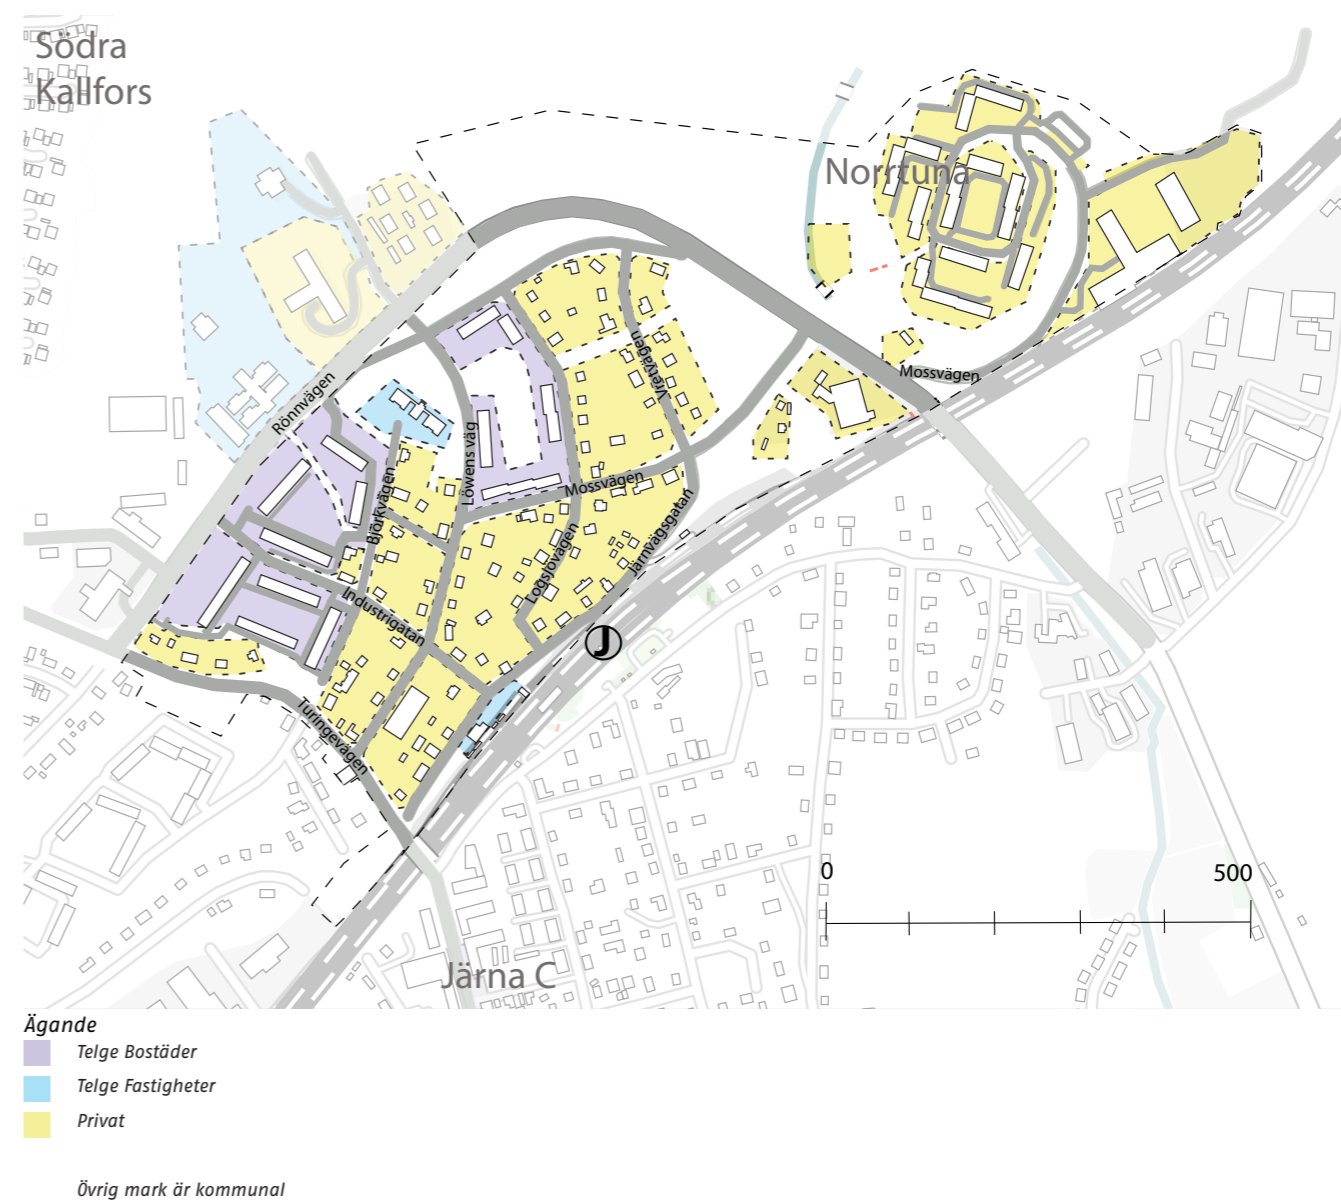 Södra
Kallfors
Norrtuna
Rönnvägen
Vretvägen
Mossvägen
Löwens väg
Björkvägen
Mossvägen
Logsjövägen
Järnvägsgatan
Industrigatan
Turingevägen
J
0
500
Järna C
Ägande
Telge Bostäder
Telge Fastigheter
Privat
Övrig mark är kommunal